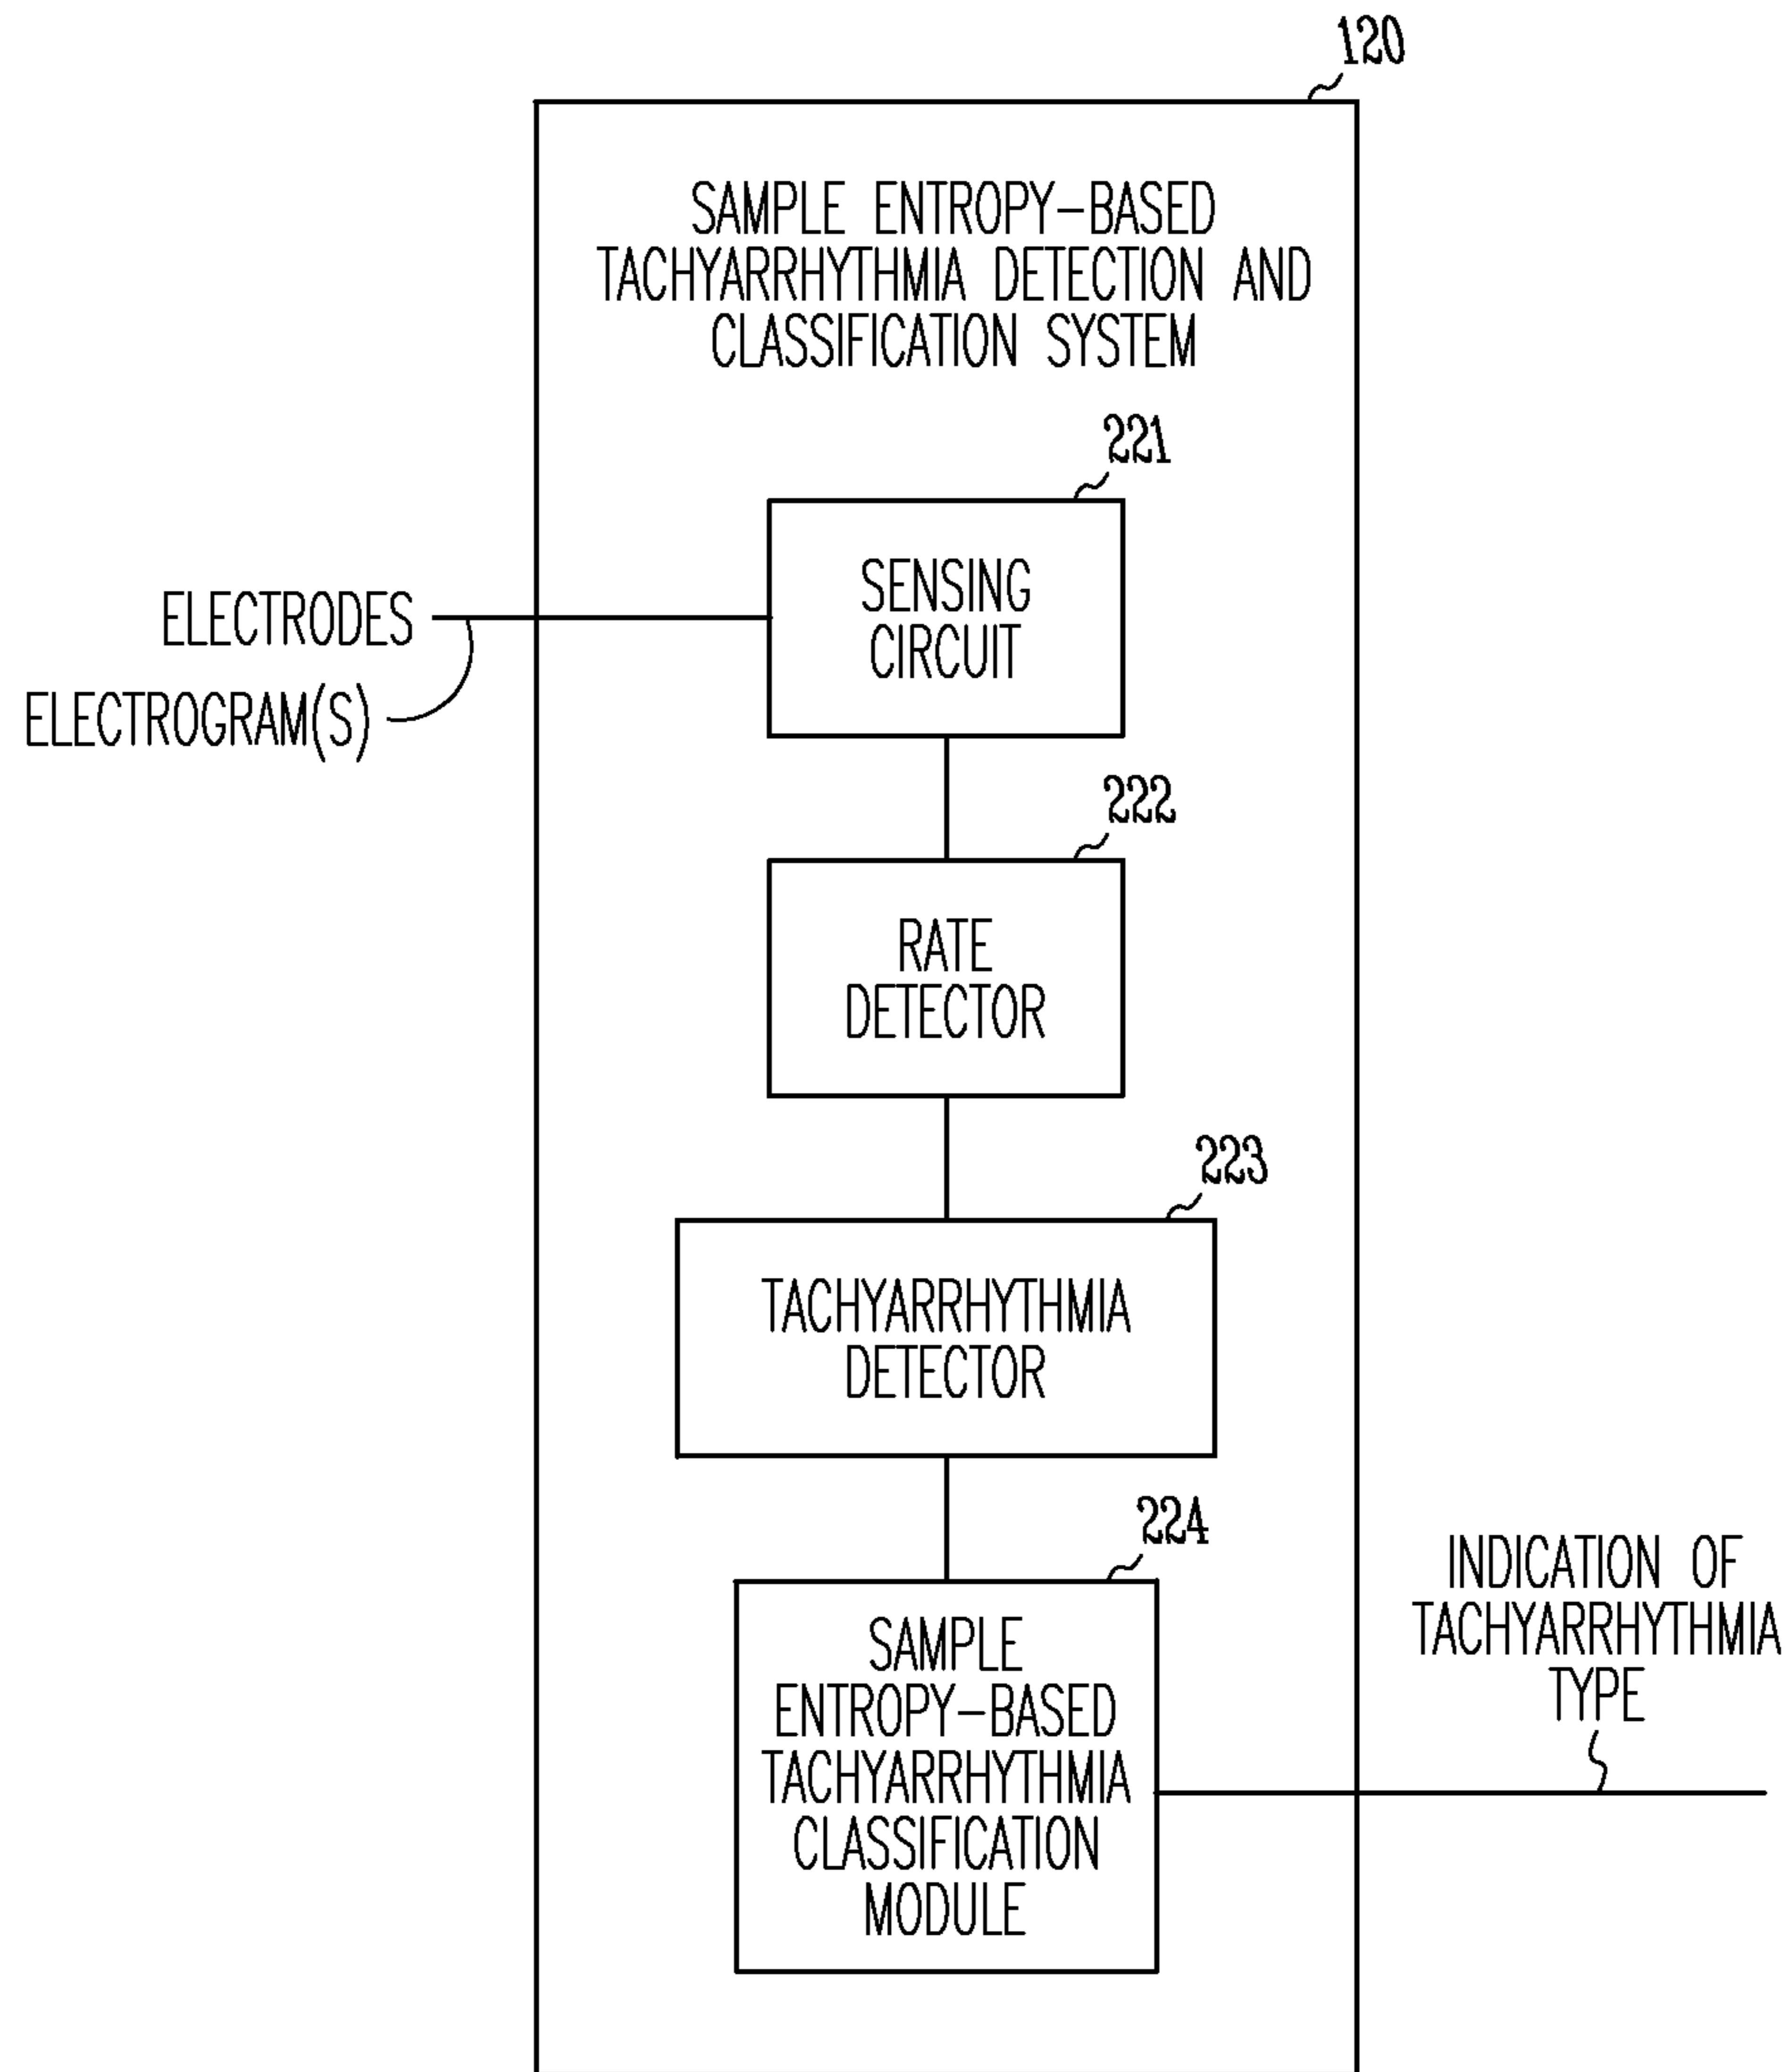 120
SAMPLE ENTROPY-BASED
TACHYARRHYTHMIA DETECTION AND
CLASSIFICATION SYSTEM
221
SENSING
CIRCUIT
ELECTRODES
ELECTROGRAM(S)
222
RATE
DETECTOR
223
TACHYARRHYTHMIA
DETECTOR
224
SAMPLE
ENTROPY-BASED
TACHYARRHYTHMIA
CLASSIFICATION
MODULE
INDICATION OF
TACHYARRHYTHMIA
TYPE